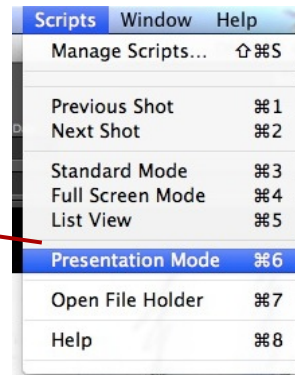 Scripts Window Help
Manage Scripts... ⇧⌘S
Previous Shot ⌘1
Next Shot ⌘2
Standard Mode ⌘3
Full Screen Mode ⌘4
List View ⌘5
Presentation Mode ⌘6
Open File Holder ⌘7
Help ⌘8